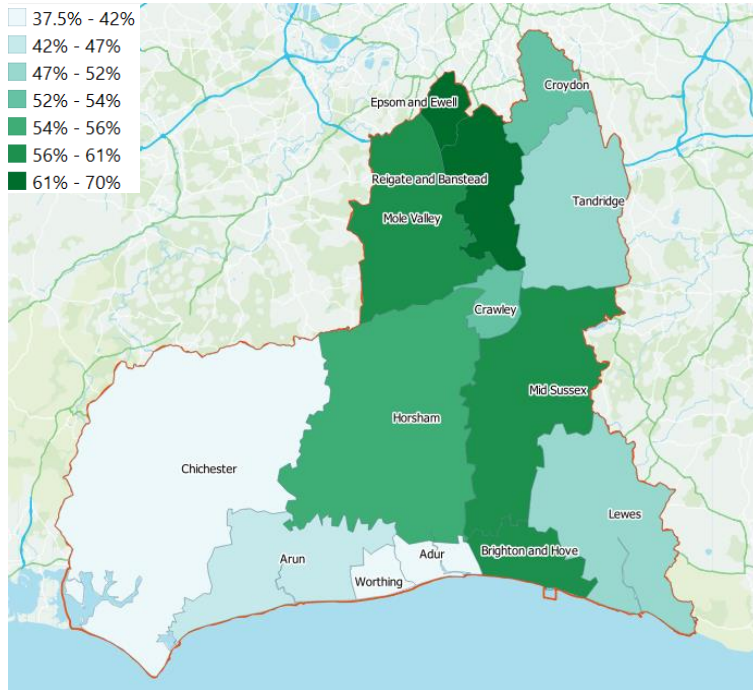 37.5% - 42%
42% - 47%
47% - 52%
52% - 54%
54% - 56%
56% - 61%
61% - 70%
Croydon
Epsom and Ewell
Reigate and Banstead
Tandridge
Mole Valley
Crawley
Mid Sussex
Horsham
Chichester
Lewes
Brighton and Hove
Adur
Arun
Worthing